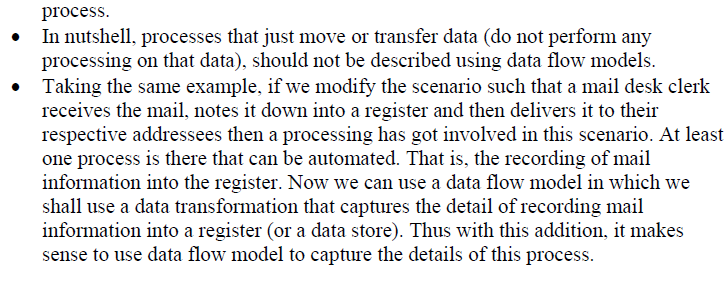 process.
• In nutshell, processes that just move or transfer data (do not perform any
processing on that data), should not be described using data flow models.
• Taking the same example, if we modify the scenario such that a mail desk clerk
receives the mail, notes it down into a register and then delivers it to their
respective addressees then a processing has got involved in this scenario. At least
one process is there that can be automated. That is, the recording of mail
information into the register. Now we can use a data flow model in which we
shall use a data transformation that captures the detail of recording mail
information into a register (or a data store). Thus with this addition, it makes
sense to use data flow model to capture the details of this process.